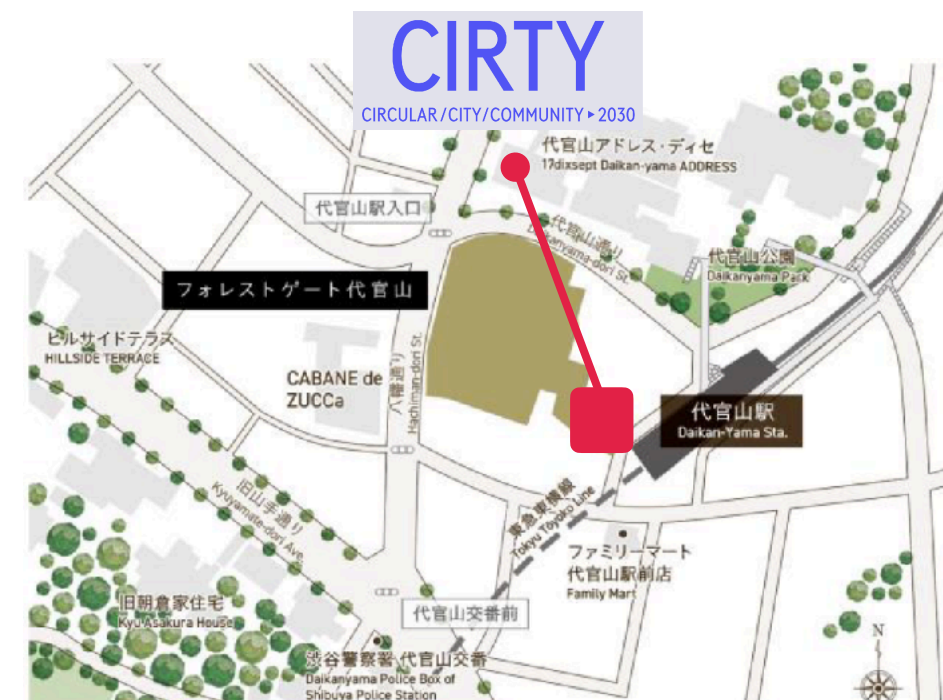 CIRTY
CIRCULAR/CITY/COMMUNITY▶2030
代官山アドレス・ディセ
17dixsept Daikan-yama ADDRESS
代官山駅入口
代官山通り
Daikanyama-dori St.
代官山公園
Daikanyama Park
フォレストゲート代官山
ヒルサイドテラス
HILLSIDE TERRACE
CABANE de
ZUCCa
八幡通り
Hachiman-dori St.
代官山駅
Daikan-Yama Sta.
旧山手通り
Kyuyamate-dori Ave.
東急東横線
Tokyu Toyoko Line
ファミリーマート
代官山駅前店
Family Mart
旧朝倉家住宅
Kyu Asakura House
代官山交番前
渋谷警察署 代官山交番
Daikanyama Police Box of
Shibuya Police Station
N